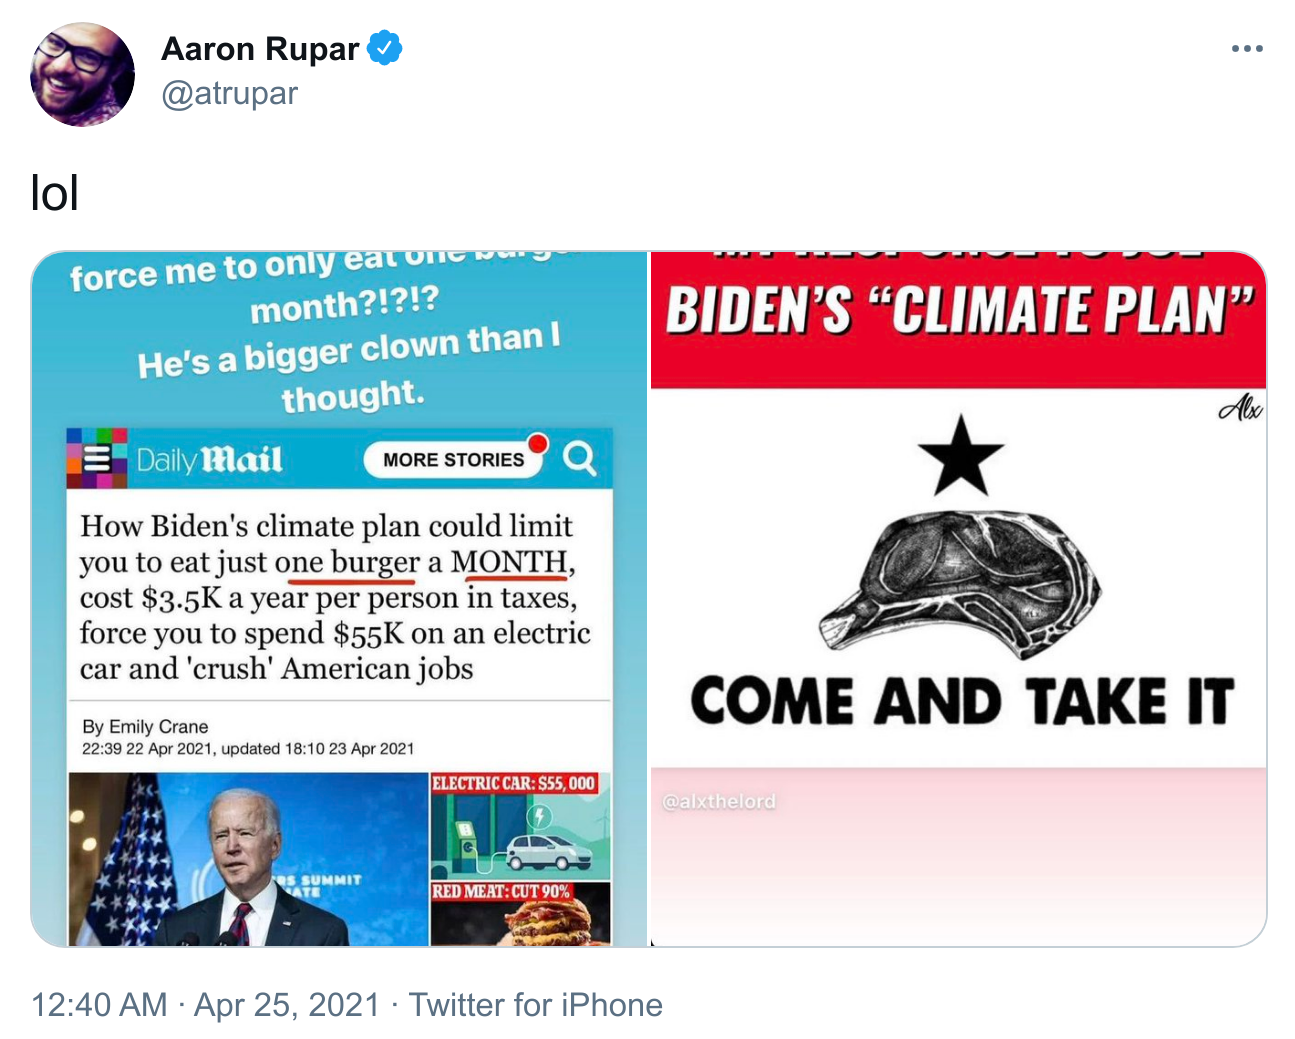 Aaron Rupar
@atrupar
lol
force me to only eat one
month?!?!?
He's a bigger clown than I
thought.
Daily Mail
MORE STORIES
How Biden's climate plan could limit
you to eat just one burger a MONTH,
cost $3.5K a year per person in taxes,
force you to spend $55K on an electric
car and 'crush' American jobs
By Emily Crane
22:39 22 Apr 2021, updated 18:10 23 Apr 2021
ELECTRIC CAR: $55,000
RS SUMMIT
ATE
RED MEAT: CUT 90%
BIDEN'S “CLIMATE PLAN”
Alx
COME AND TAKE IT
@alxthelord
12:40 AM · Apr 25, 2021 · Twitter for iPhone